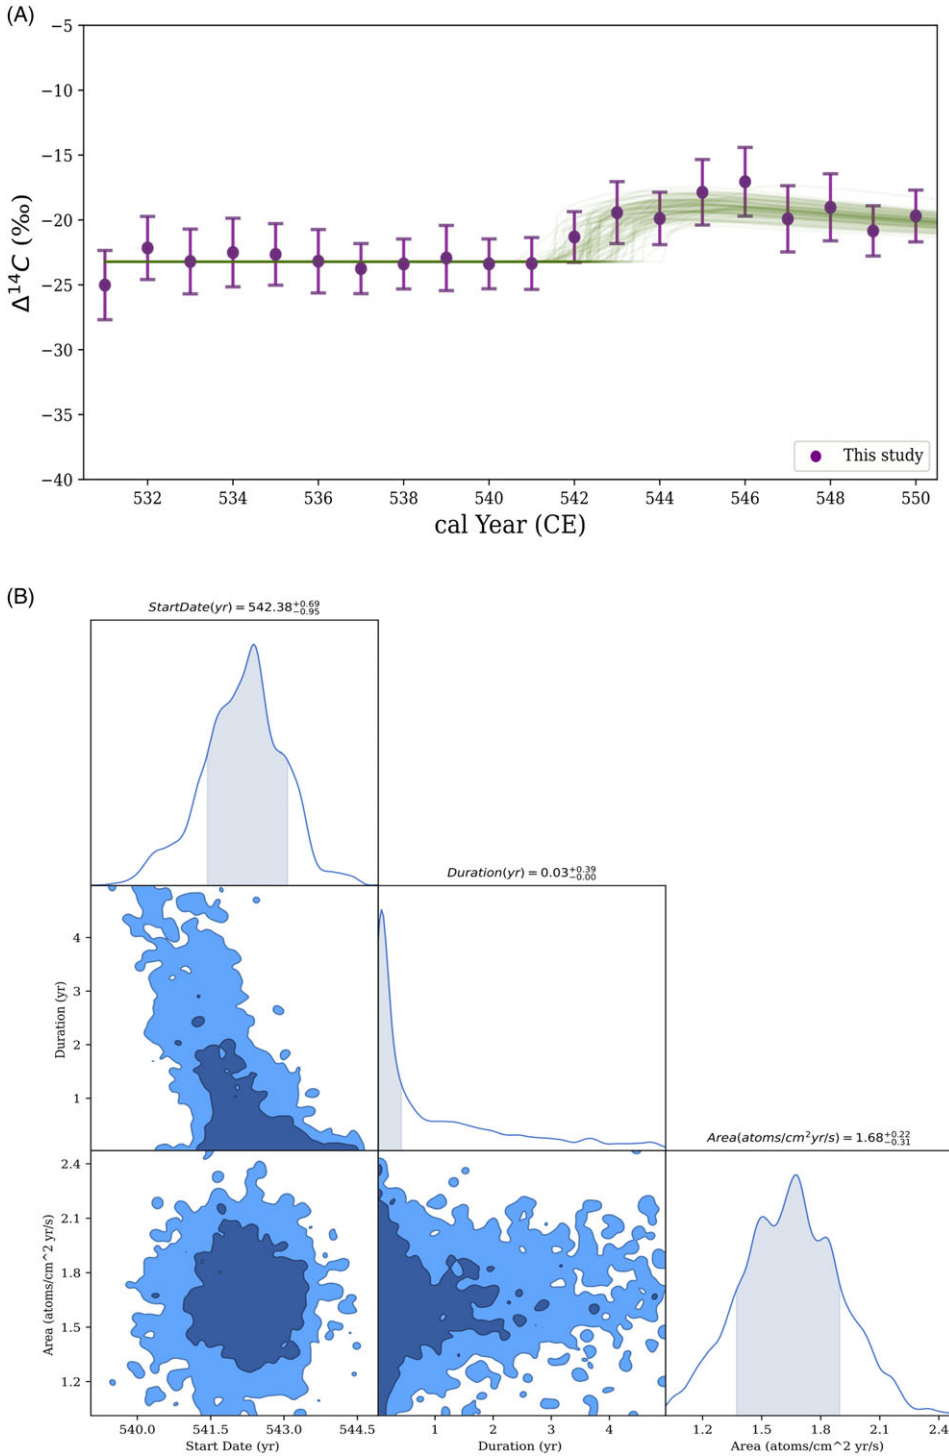 (A)
−5
−10
−15
−20
−25
−30
−35
−40
Δ¹⁴C (‰)
This study
532 534 536 538 540 542 544 546 548 550
cal Year (CE)
(B)
StartDate(yr) = 542.38 +0.69 −0.95
Duration(yr) = 0.03 +0.39 −0.00
4
3
2
1
Duration (yr)
Area(atoms/cm²yr/s) = 1.68 +0.22 −0.31
2.4
2.1
1.8
1.5
1.2
Area (atoms/cm^2 yr/s)
540.0 541.5 543.0 544.5 1 2 3 4 1.2 1.5 1.8 2.1 2.4
Start Date (yr) Duration (yr) Area (atoms/cm^2 yr/s)